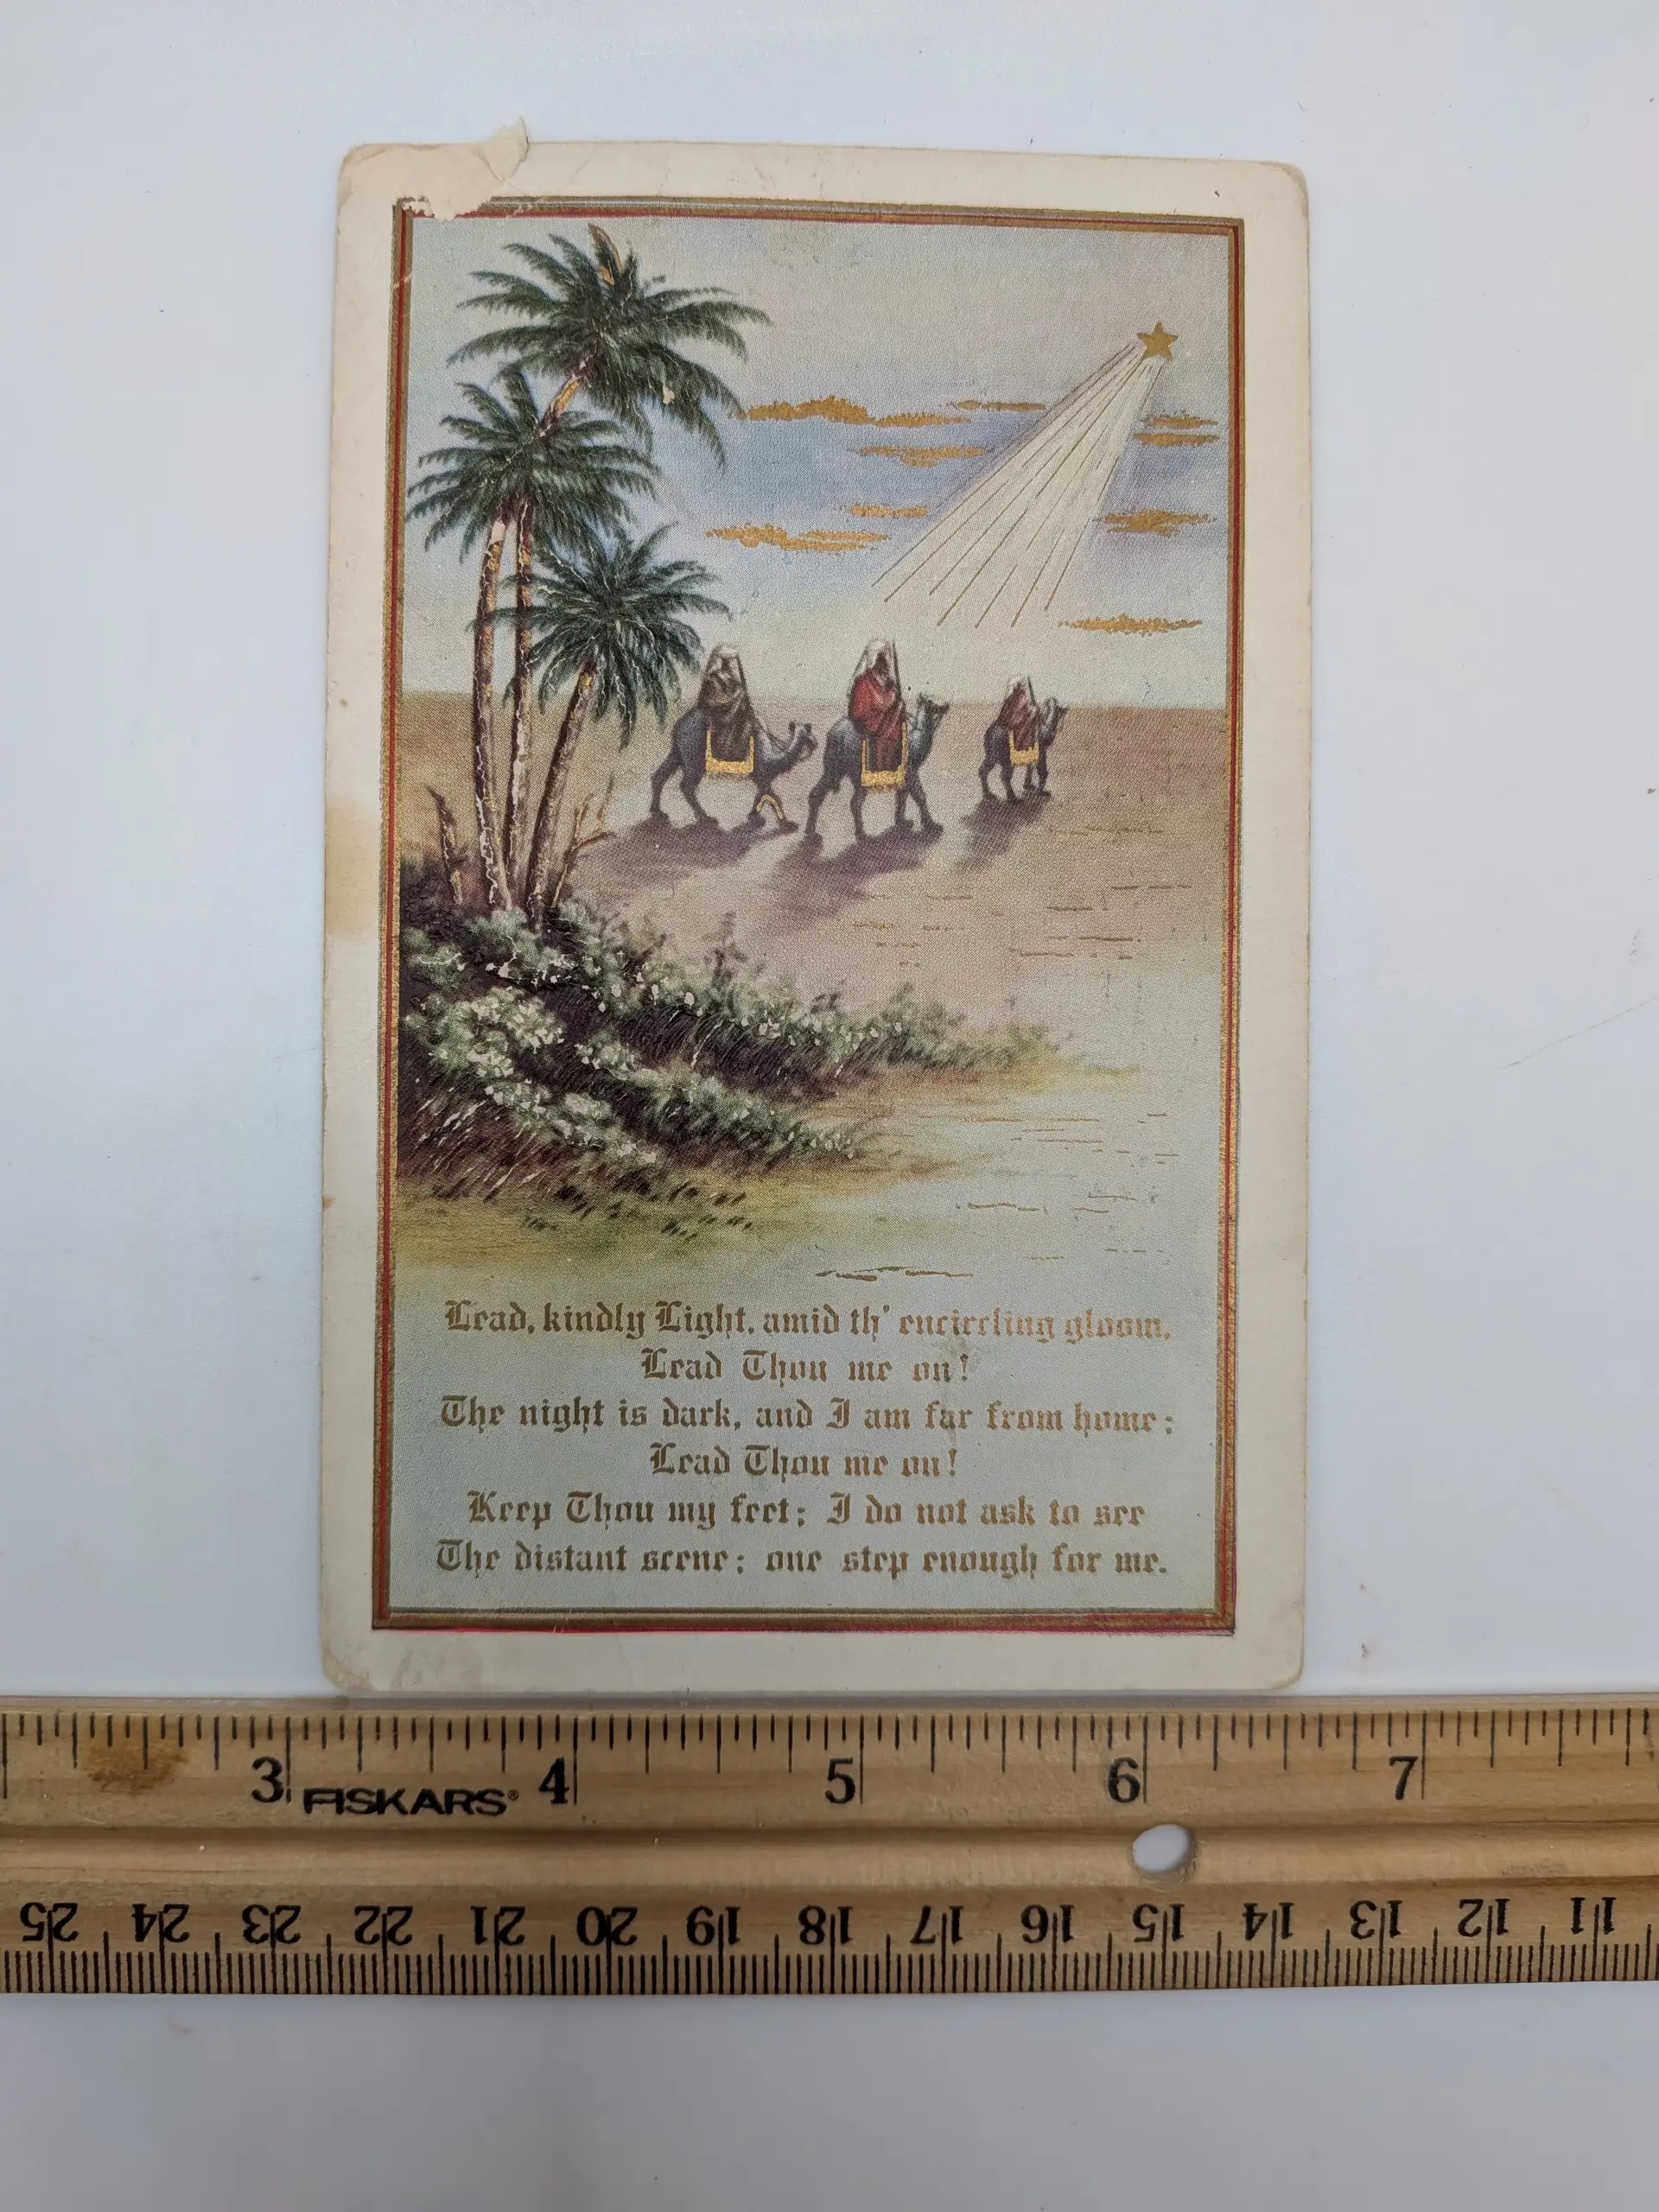 Lead, kindly Light, amid th' encircling gloom,
Lead Thou me on!
The night is dark, and I am far from home;
Lead Thou me on!
Keep Thou my feet; I do not ask to see
The distant scene; one step enough for me.
3 4 5 6 7
FISKARS®
25 24 23 22 21 20 19 18 17 16 15 14 13 12 11